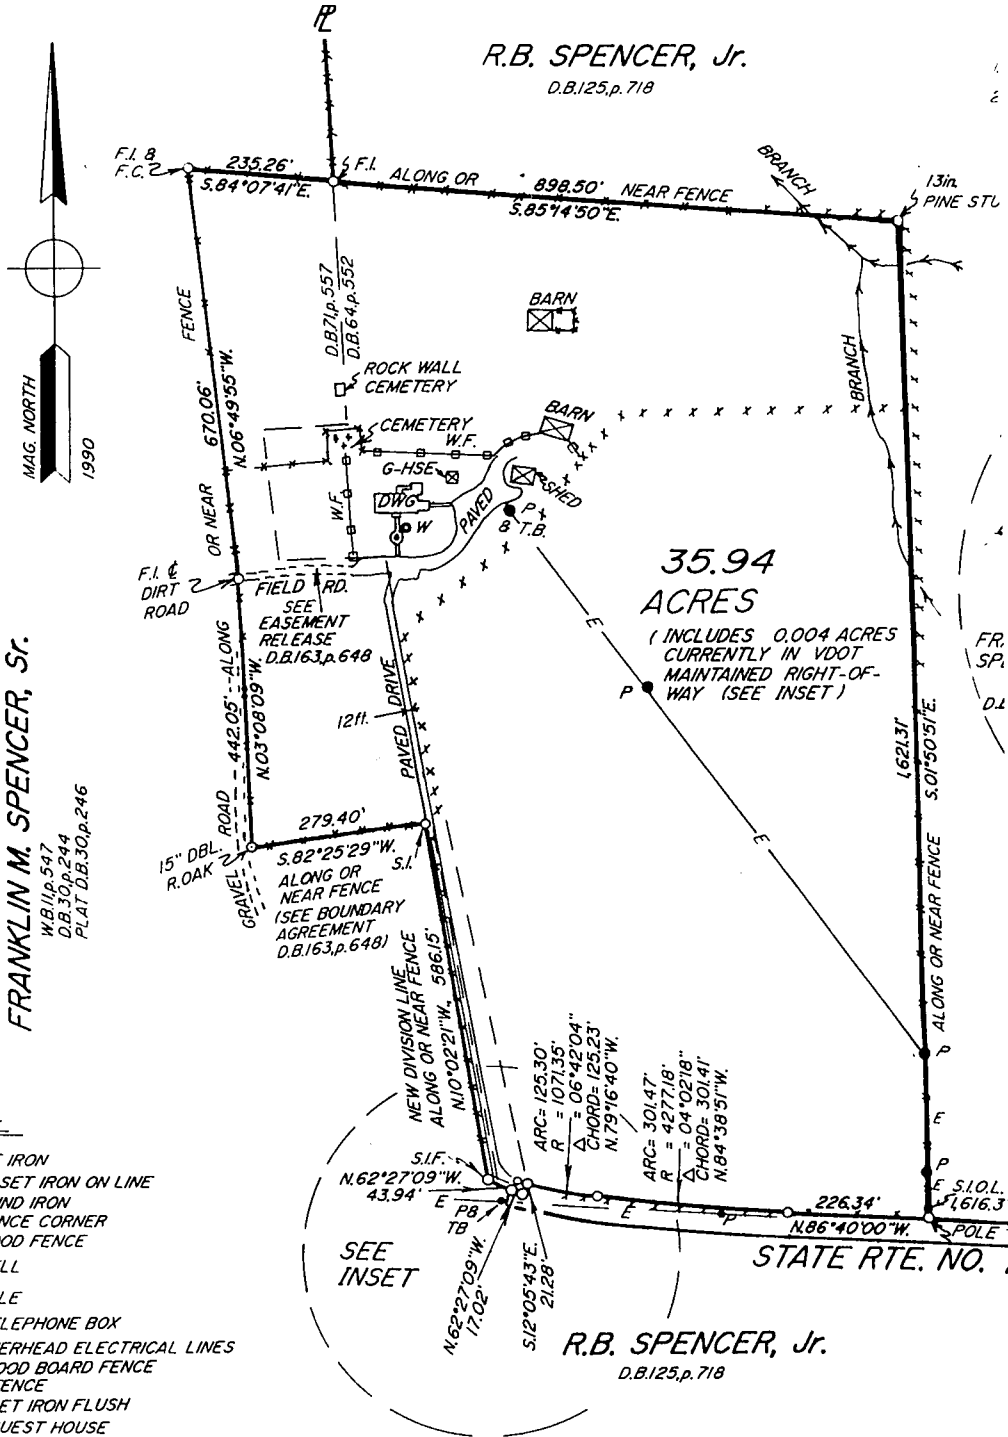 R.B. SPENCER, Jr.
D.B.125,p.718
F.I. &
F.C.
235.26'
S.84°07'41"E.
F.I.
ALONG OR
898.50'
NEAR FENCE
S.85°14'50"E.
BRANCH
13in.
PINE STU
MAG. NORTH
1990
FENCE
OR NEAR
670.06'
N.06°49'55"W.
D.B.71,p.557
D.B.64,p.552
BARN
ROCK WALL
CEMETERY
CEMETERY
W.F.
BARN
G-HSE
SHED
DWG
W
W.F.
PAVED
P
&
T.B.
BRANCH
F.I. ℄
DIRT
ROAD
FIELD RD.
SEE
EASEMENT
RELEASE
D.B.163,p.648
35.94
ACRES
( INCLUDES 0.004 ACRES
CURRENTLY IN VDOT
MAINTAINED RIGHT-OF-
WAY (SEE INSET )
E
P
E
12ft.
PAVED DRIVE
442.05'
ALONG
N.03°08'09"W.
GRAVEL ROAD
FRANKLIN M. SPENCER, Sr.
W.B.11,p.547
D.B.30,p.244
PLAT D.B.30,p.246
15" DBL.
R.OAK
279.40'
S.82°25'29"W.
S.I.
ALONG OR
NEAR FENCE
(SEE BOUNDARY
AGREEMENT
D.B.163,p.648)
1,621.31'
S.01°50'51"E.
ALONG OR NEAR FENCE
FR
SP
NEW DIVISION LINE
ALONG OR NEAR FENCE
N.10°02'21"W. 586.15'
ARC= 125.30'
R = 1071.35'
Δ = 06°42'04"
CHORD= 125.23'
N.79°16'40"W.
ARC= 301.47'
R = 4277.18'
Δ = 04°02'18"
CHORD= 301.41'
N.84°38'51"W.
P
E
P
E
S.I.O.L.
1,616.3
POLE
S.I.F.
N.62°27'09"W.
43.94'
E
P&
TB
E
P
226.34'
N.86°40'00"W.
STATE RTE. NO.
SEE
INSET
N.62°27'09"W.
17.02'
S.12°05'43"E.
21.28'
R.B. SPENCER, Jr.
D.B.125,p.718
IRON
SET IRON ON LINE
ND IRON
NCE CORNER
OD FENCE
LL
LE
LEPHONE BOX
ERHEAD ELECTRICAL LINES
OOD BOARD FENCE
ENCE
ET IRON FLUSH
UEST HOUSE